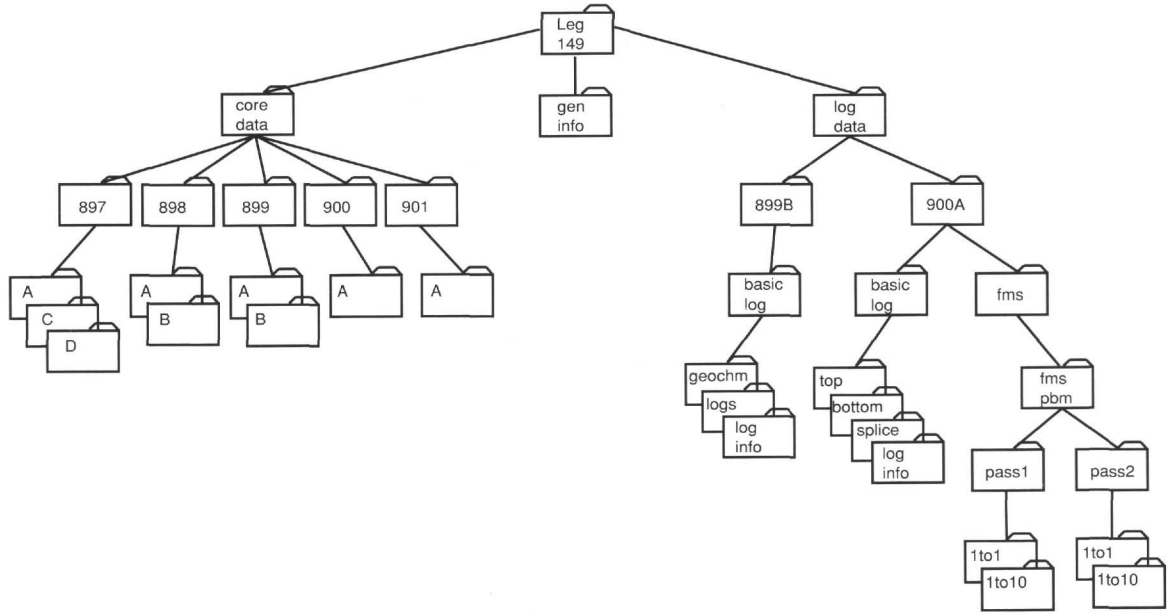 Leg
149
core
data
gen
info
log
data
897
898
899
900
901
899B
900A
A
C
D
A
B
A
B
A
A
basic
log
basic
log
fms
geochm
logs
log
info
top
bottom
splice
log
info
fms
pbm
pass1
pass2
1to1
1to10
1to1
1to10